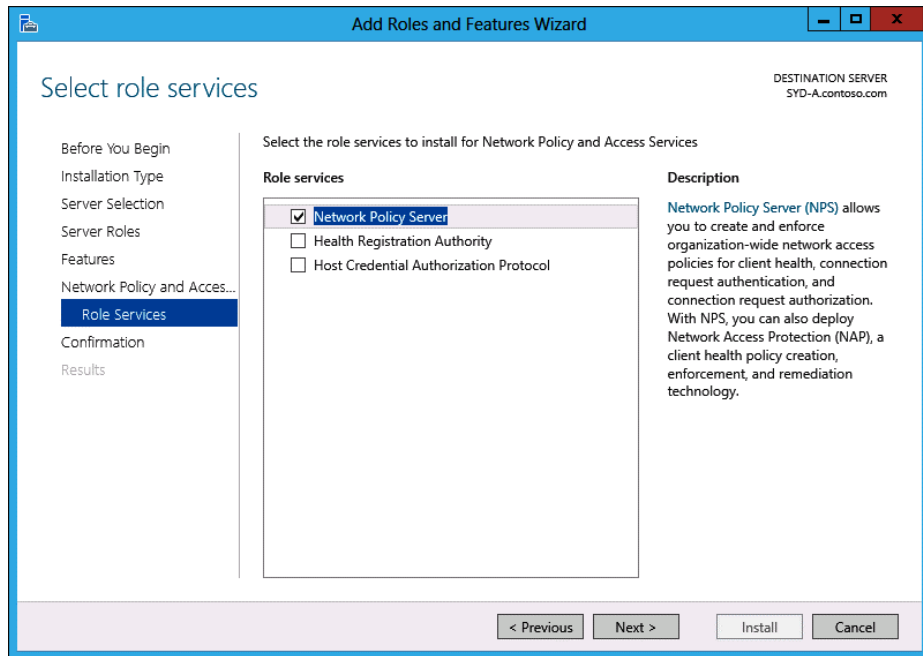 Add Roles and Features Wizard
Select role services
DESTINATION SERVER
SYD-A.contoso.com
Before You Begin
Installation Type
Server Selection
Server Roles
Features
Network Policy and Acces...
Role Services
Confirmation
Results
Select the role services to install for Network Policy and Access Services
Role services
Network Policy Server
Health Registration Authority
Host Credential Authorization Protocol
Description
Network Policy Server (NPS) allows
you to create and enforce
organization-wide network access
policies for client health, connection
request authentication, and
connection request authorization.
With NPS, you can also deploy
Network Access Protection (NAP), a
client health policy creation,
enforcement, and remediation
technology.
< Previous
Next >
Install
Cancel